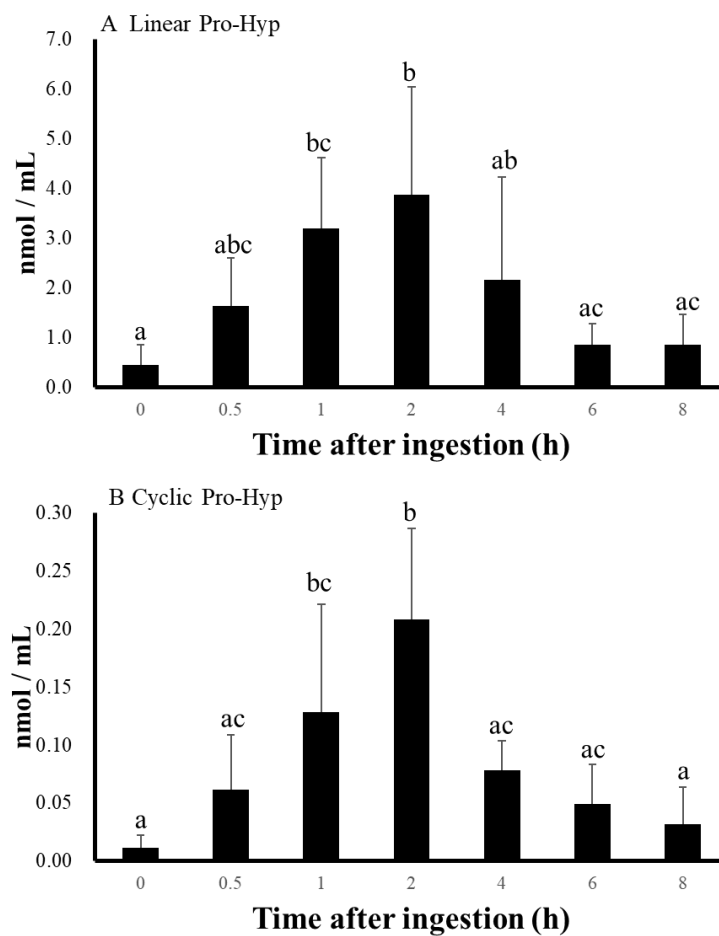 A Linear Pro-Hyp
7.0
6.0
5.0
4.0
3.0
2.0
1.0
0.0
nmol / mL
a
abc
bc
b
ab
ac
ac
0 0.5 1 2 4 6 8
Time after ingestion (h)
B Cyclic Pro-Hyp
0.30
0.25
0.20
0.15
0.10
0.05
0.00
nmol / mL
a
ac
bc
b
ac
ac
a
0 0.5 1 2 4 6 8
Time after ingestion (h)